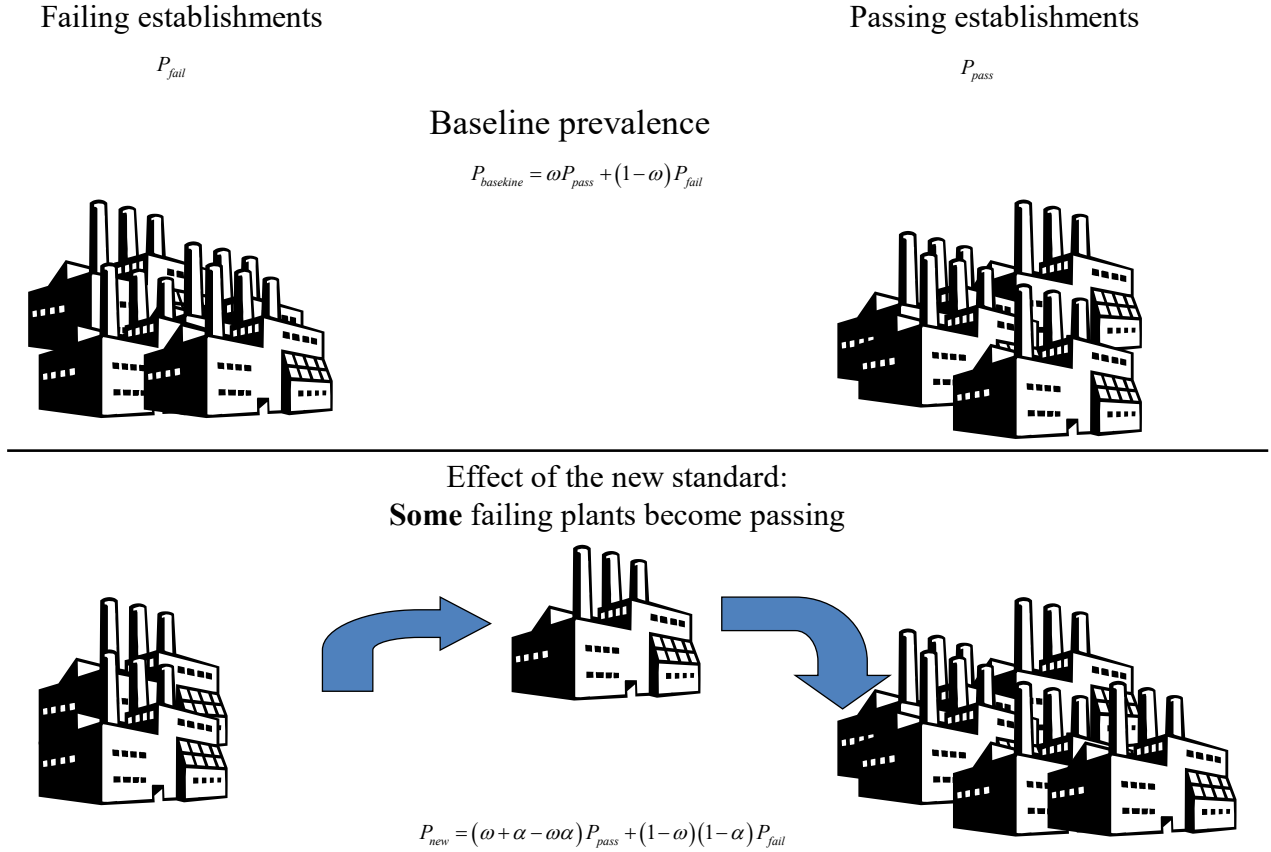 Failing establishments
Passing establishments
P_fail
P_pass
Baseline prevalence
P_basekine = ωP_pass + (1−ω)P_fail
Effect of the new standard:
Some failing plants become passing
P_new = (ω + α − ωα)P_pass + (1−ω)(1−α)P_fail